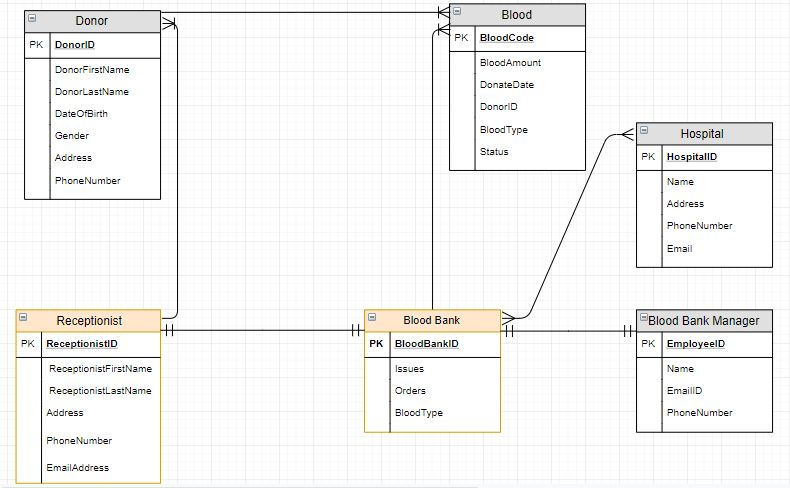 Donor
PK DonorID
DonorFirstName
DonorLastName
DateOfBirth
Gender
Address
PhoneNumber
Blood
PK BloodCode
BloodAmount
DonateDate
DonorID
BloodType
Status
Hospital
PK HospitalID
Name
Address
PhoneNumber
Email
Receptionist
PK ReceptionistID
ReceptionistFirstName
ReceptionistLastName
Address
PhoneNumber
EmailAddress
Blood Bank
PK BloodBankID
Issues
Orders
BloodType
Blood Bank Manager
PK EmployeeID
Name
EmailID
PhoneNumber